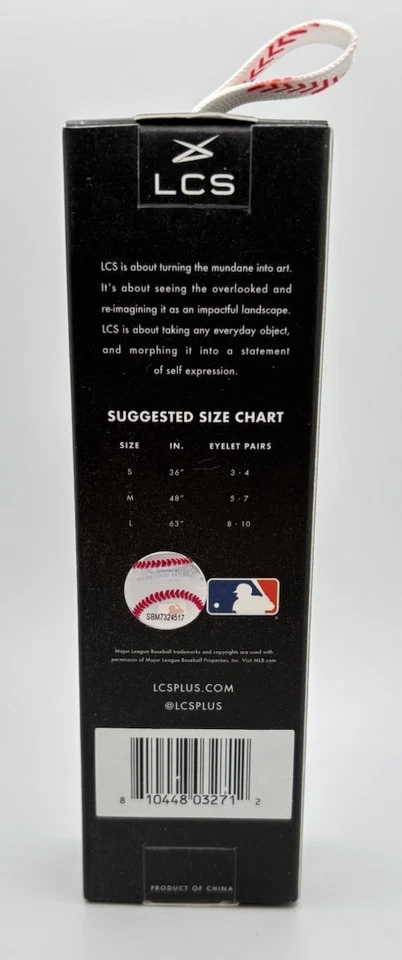 LCS
LCS is about turning the mundane into art.
It's about seeing the overlooked and
re-imagining it as an impactful landscape.
LCS is about taking any everyday object,
and morphing it into a statement
of self expression.
SUGGESTED SIZE CHART
SIZE IN. EYELET PAIRS
S 36" 3 - 4
M 48" 5 - 7
L 63" 8 - 10
SBM7324517
Major League Baseball trademarks and copyrights are used with
permission of Major League Baseball Properties, Inc. Visit MLB.com
LCSPLUS.COM
@LCSPLUS
8 10448 03271 2
PRODUCT OF CHINA